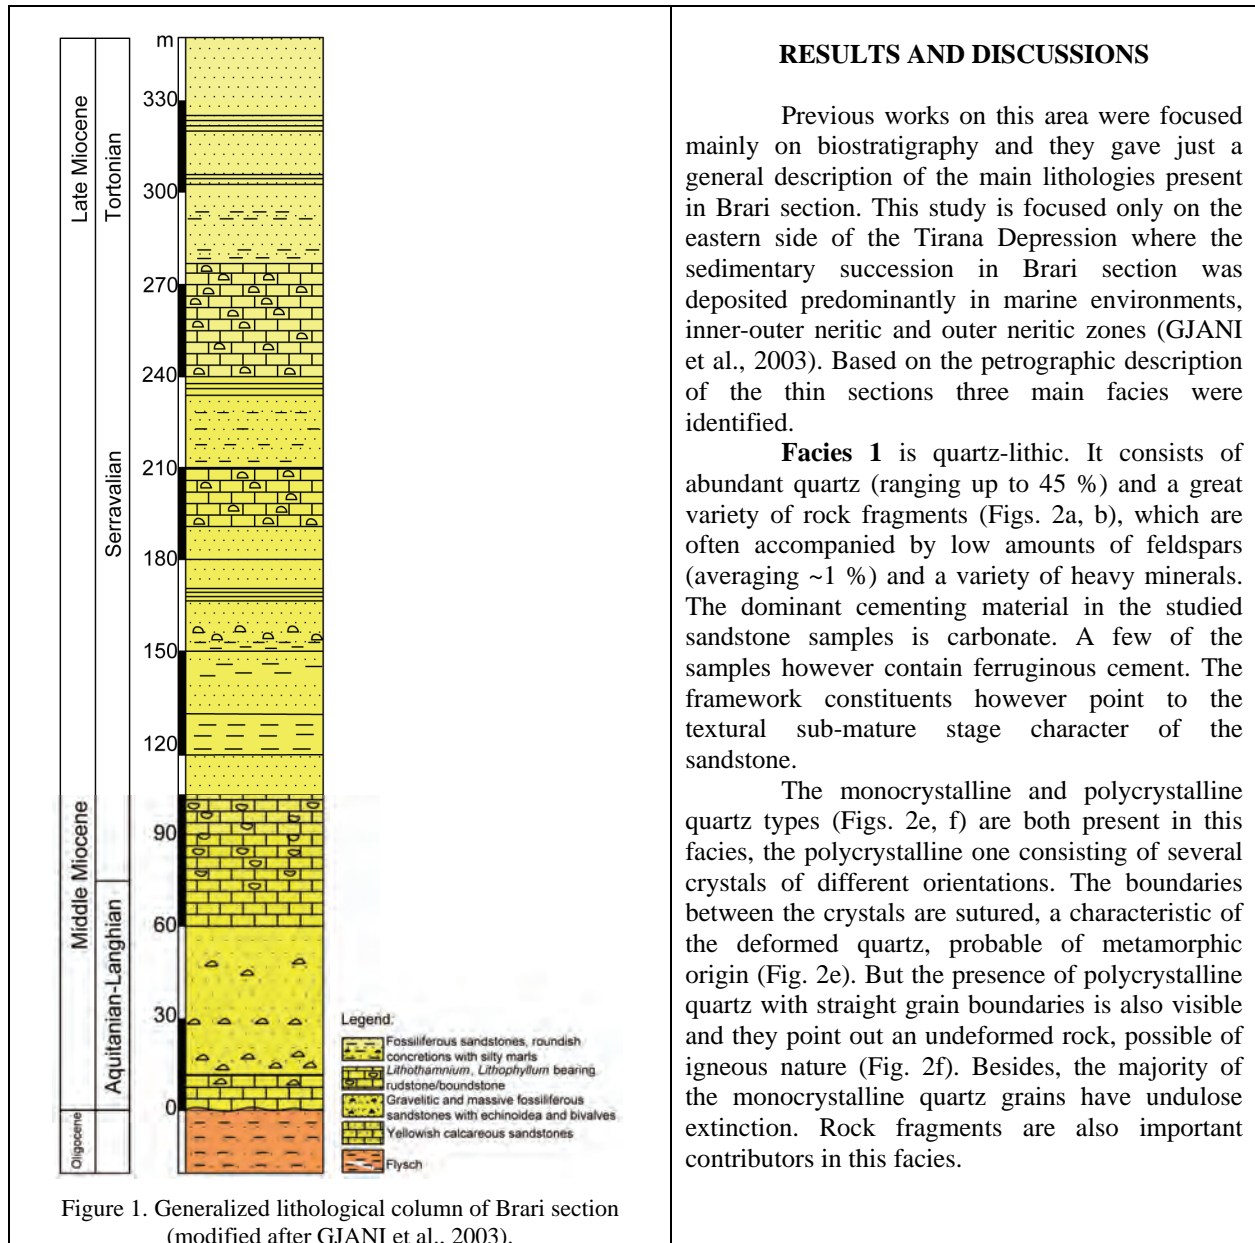 m
330
300
270
240
210
180
150
120
90
60
30
0
Late Miocene
Middle Miocene
Oligocene
Tortonian
Serravalian
Aquitanian-Langhian
Legend:
Fossiliferous sandstones, roundish
concretions with silty marls
Lithothamnium, Lithophyllum bearing
rudstone/boundstone
Gravelitic and massive fossiliferous
sandstones with echinoidea and bivalves
Yellowish calcareous sandstones
Flysch
Figure 1. Generalized lithological column of Brari section
(modified after GJANI et al., 2003).
RESULTS AND DISCUSSIONS
Previous works on this area were focused
mainly on biostratigraphy and they gave just a
general description of the main lithologies present
in Brari section. This study is focused only on the
eastern side of the Tirana Depression where the
sedimentary succession in Brari section was
deposited predominantly in marine environments,
inner-outer neritic and outer neritic zones (GJANI
et al., 2003). Based on the petrographic description
of the thin sections three main facies were
identified.
Facies 1 is quartz-lithic. It consists of
abundant quartz (ranging up to 45 %) and a great
variety of rock fragments (Figs. 2a, b), which are
often accompanied by low amounts of feldspars
(averaging ~1 %) and a variety of heavy minerals.
The dominant cementing material in the studied
sandstone samples is carbonate. A few of the
samples however contain ferruginous cement. The
framework constituents however point to the
textural sub-mature stage character of the
sandstone.
The monocrystalline and polycrystalline
quartz types (Figs. 2e, f) are both present in this
facies, the polycrystalline one consisting of several
crystals of different orientations. The boundaries
between the crystals are sutured, a characteristic of
the deformed quartz, probable of metamorphic
origin (Fig. 2e). But the presence of polycrystalline
quartz with straight grain boundaries is also visible
and they point out an undeformed rock, possible of
igneous nature (Fig. 2f). Besides, the majority of
the monocrystalline quartz grains have undulose
extinction. Rock fragments are also important
contributors in this facies.